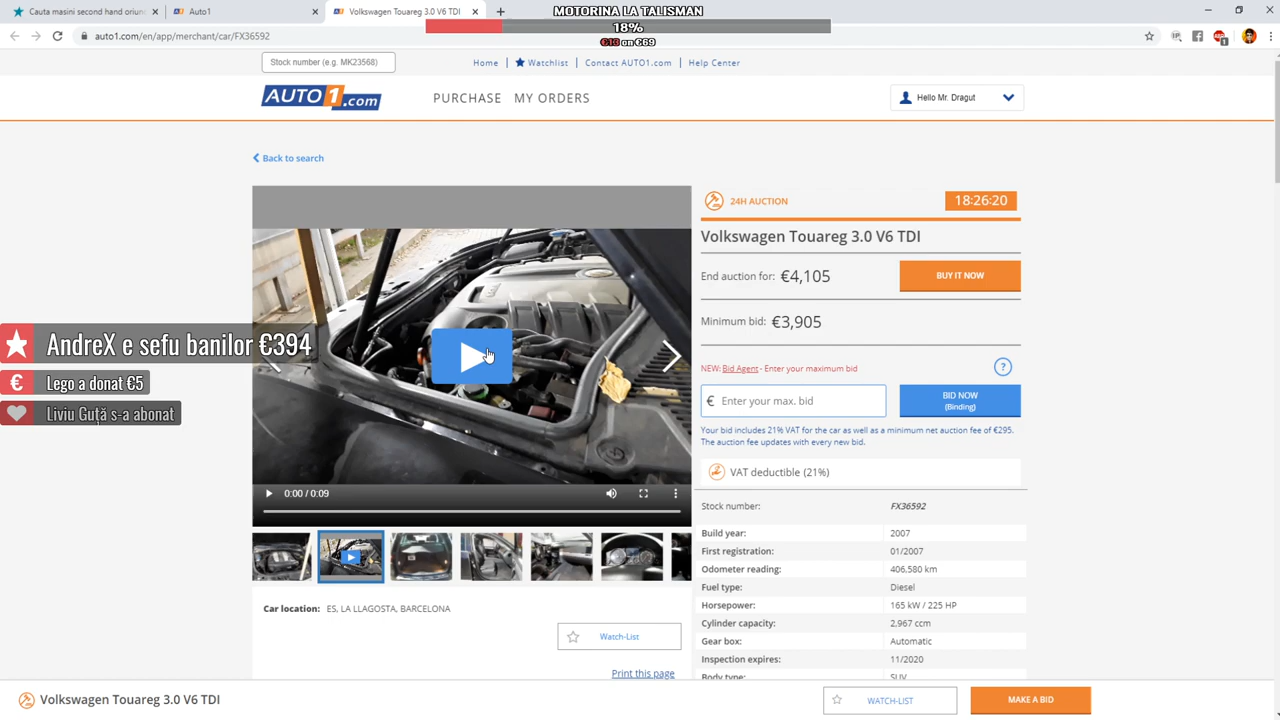 Cauta masini second hand oriun
Auto1
Volkswagen Touareg 3.0 V6 TDI
MOTORINA LA TALISMAN
18%
€13 on €69
auto1.com/en/app/merchant/car/FX36592
Stock number (e.g. MK23568)
Home
Watchlist
Contact AUTO1.com
Help Center
AUTO1.com
PURCHASE
MY ORDERS
Hello Mr. Dragut
Back to search
24H AUCTION
18:26:20
Volkswagen Touareg 3.0 V6 TDI
End auction for: €4,105
BUY IT NOW
Minimum bid: €3,905
AndreX e sefu banilor €394
Lego a donat €5
Liviu Guță s-a abonat
NEW: Bid Agent - Enter your maximum bid
?
€ Enter your max. bid
BID NOW
(Binding)
Your bid includes 21% VAT for the car as well as a minimum net auction fee of €295.
The auction fee updates with every new bid.
VAT deductible (21%)
0:00 / 0:09
Stock number: FX36592
Build year: 2007
First registration: 01/2007
Odometer reading: 406.580 km
Fuel type: Diesel
Horsepower: 165 kW / 225 HP
Cylinder capacity: 2,967 ccm
Gear box: Automatic
Inspection expires: 11/2020
Body type: SUV
Car location: ES, LA LLAGOSTA, BARCELONA
Watch-List
Print this page
Volkswagen Touareg 3.0 V6 TDI
WATCH-LIST
MAKE A BID